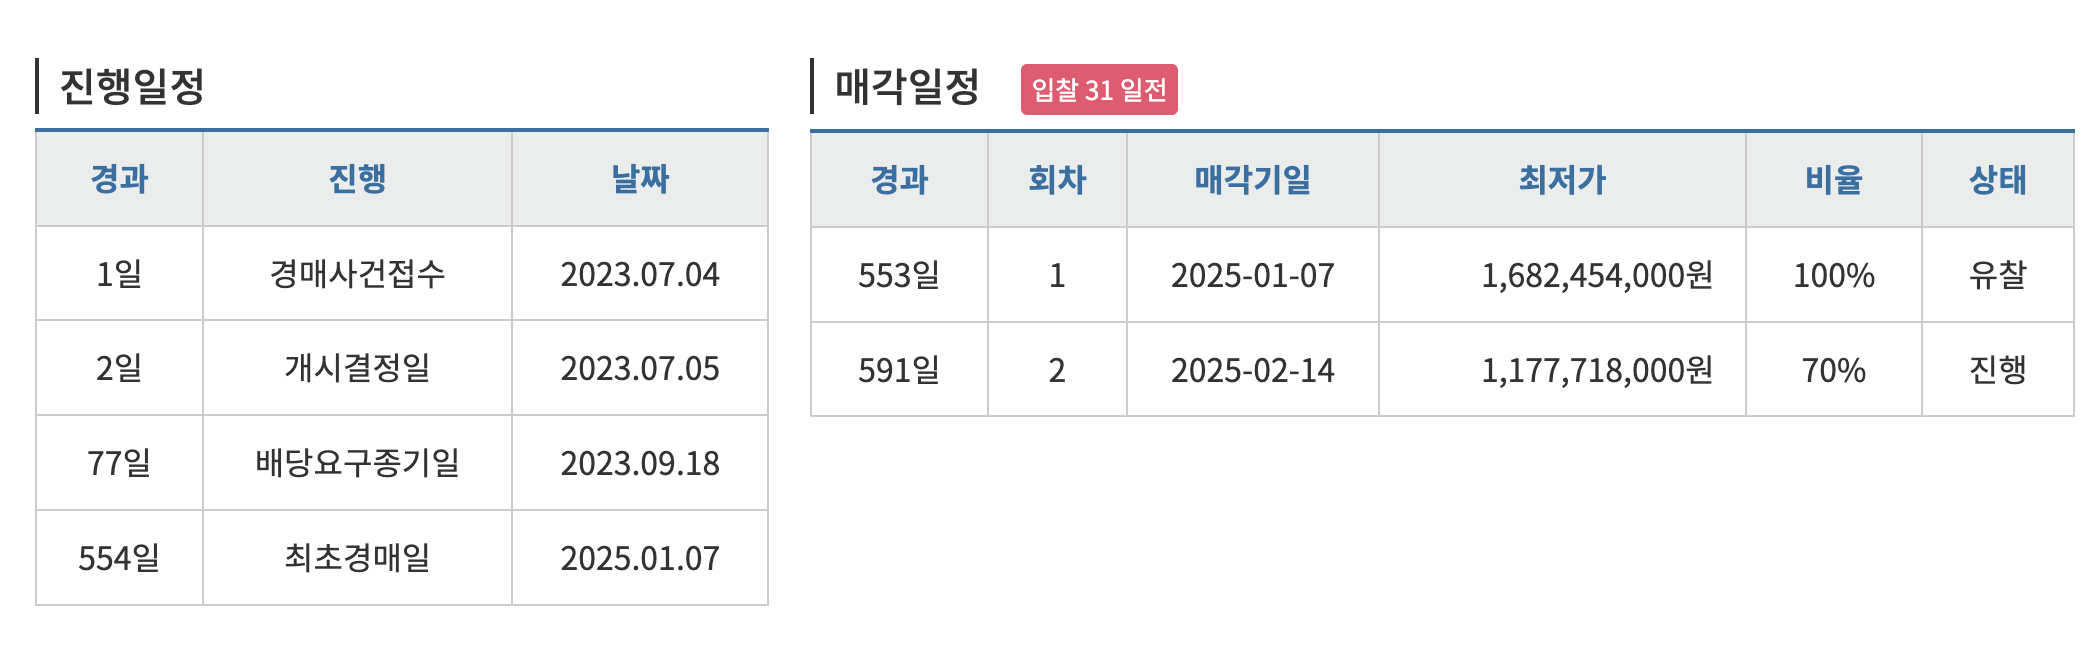 진행일정
경과 진행 날짜
1일 경매사건접수 2023.07.04
2일 개시결정일 2023.07.05
77일 배당요구종기일 2023.09.18
554일 최초경매일 2025.01.07
매각일정 입찰 31 일전
경과 회차 매각기일 최저가 비율 상태
553일 1 2025-01-07 1,682,454,000원 100% 유찰
591일 2 2025-02-14 1,177,718,000원 70% 진행